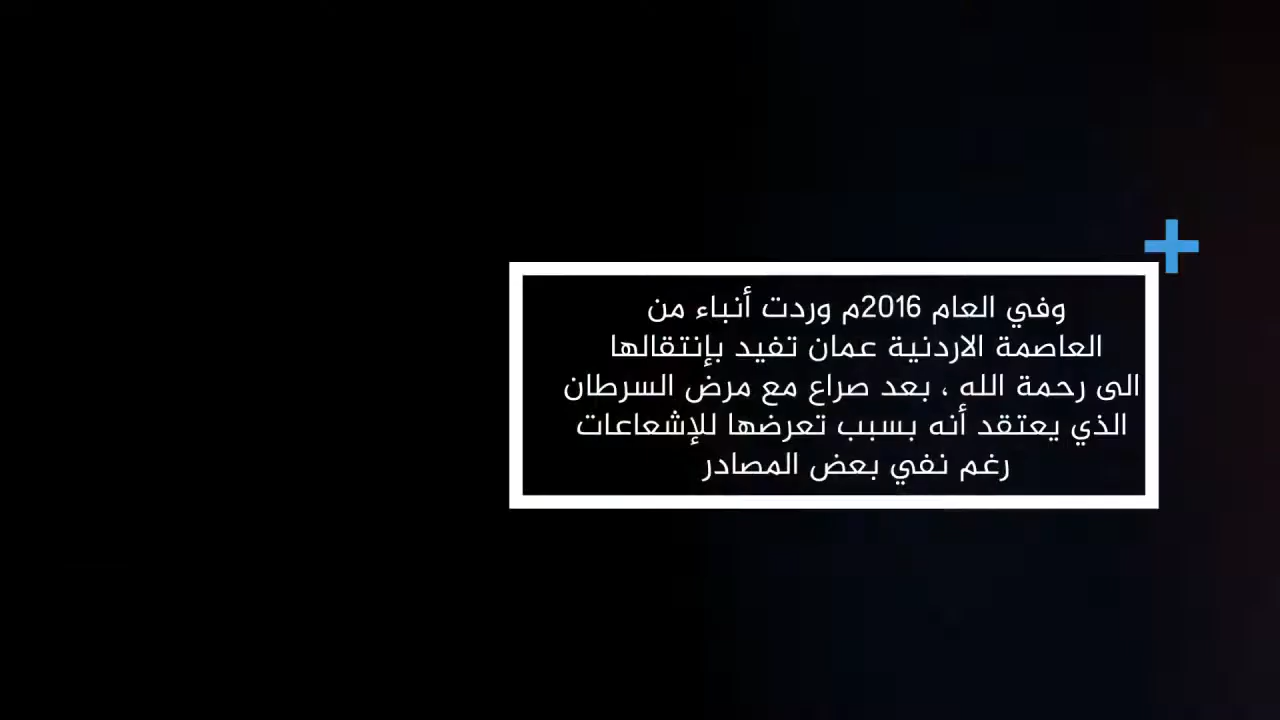 وفي العام 2016م وردت أنباء من
العاصمة الاردنية عمان تفيد بإنتقالها
الى رحمة الله ، بعد صراع مع مرض السرطان
الذي يعتقد أنه بسبب تعرضها للإشعاعات
رغم نفي بعض المصادر